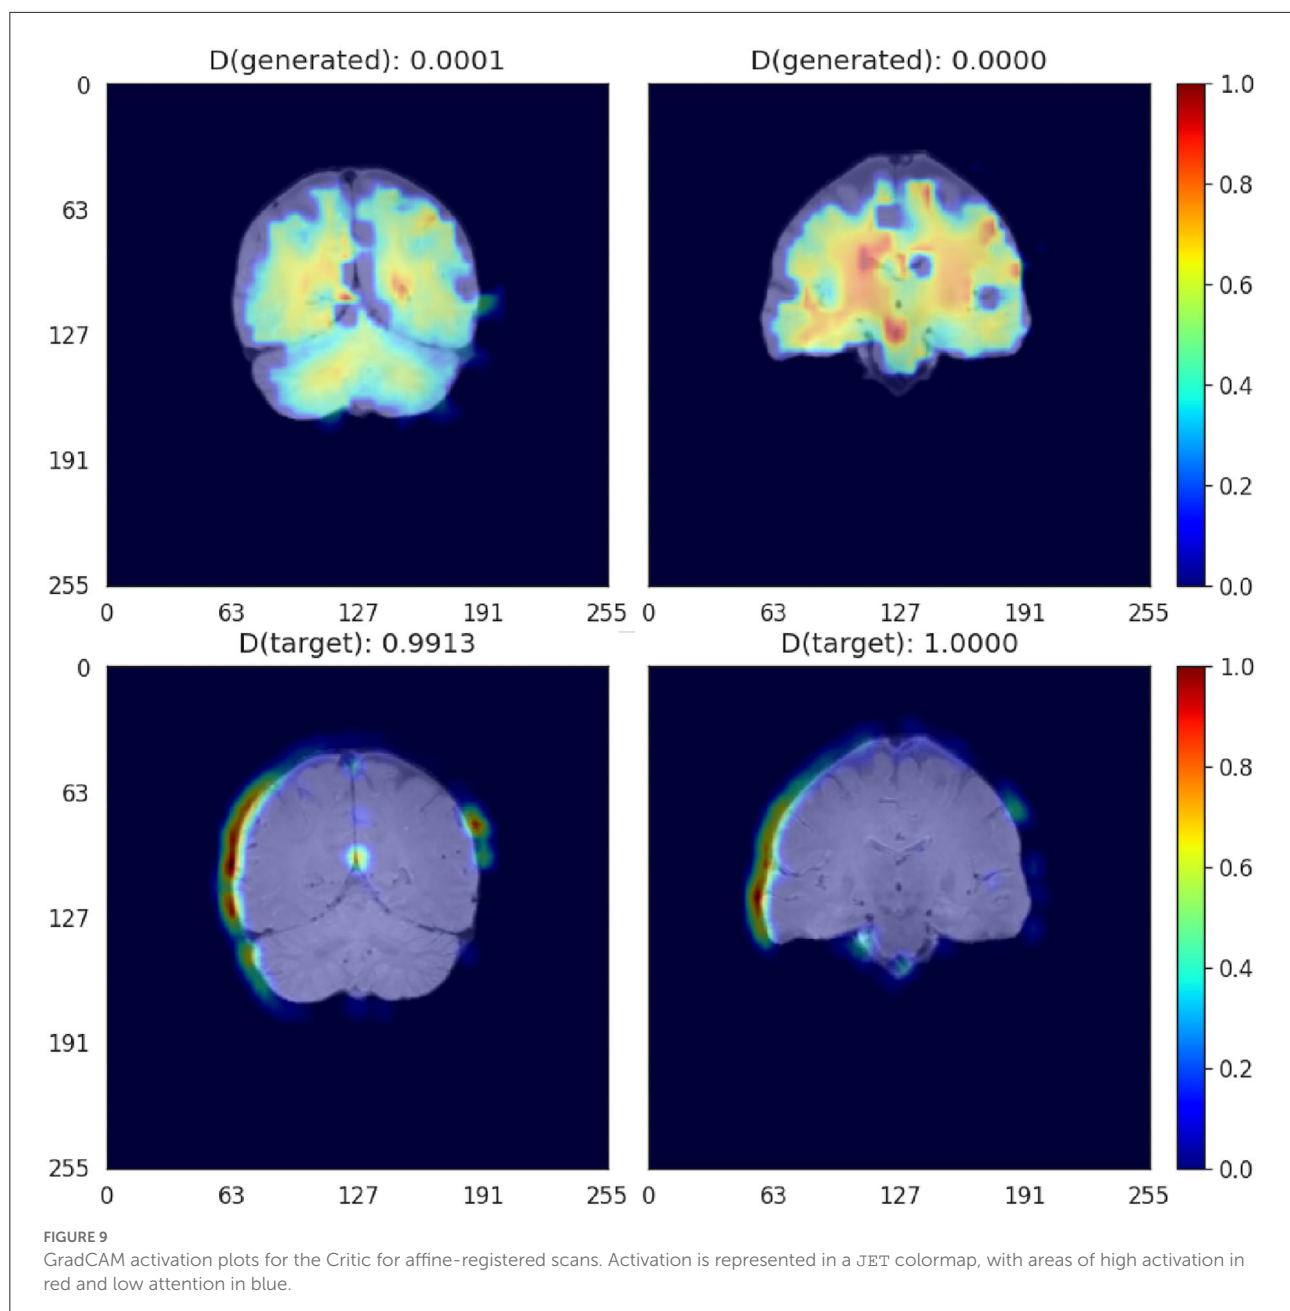 D(generated): 0.0001 D(generated): 0.0000
0 1.0
0.8
63
0.6
127
0.4
191
0.2
255 0.0
0 63 127 191 255 0 63 127 191 255
D(target): 0.9913 D(target): 1.0000
0 1.0
0.8
63
0.6
127
0.4
191
0.2
255 0.0
0 63 127 191 255 0 63 127 191 255
FIGURE 9
GradCAM activation plots for the Critic for affine-registered scans. Activation is represented in a JET colormap, with areas of high activation in
red and low attention in blue.